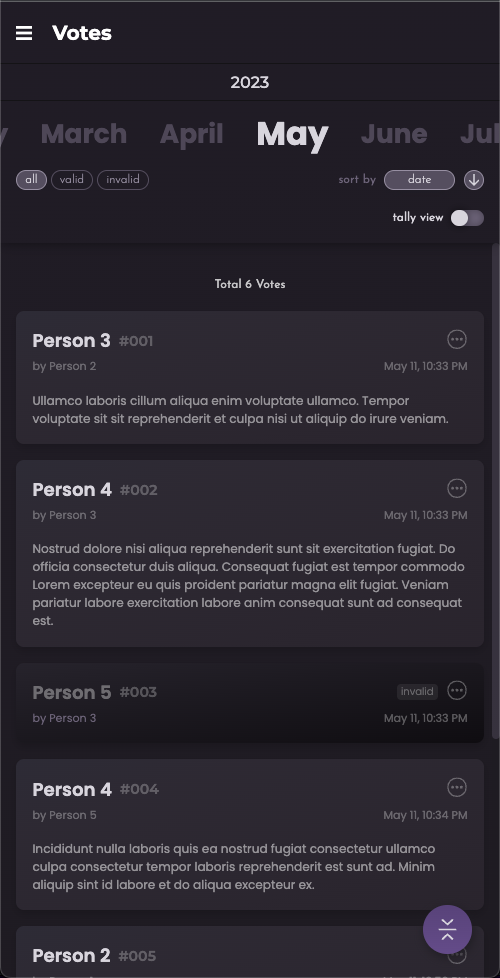 Votes
2023
March April May June Jul
all valid invalid sort by date
tally view
Total 6 Votes
Person 3 #001
by Person 2 May 11, 10:33 PM
Ullamco laboris cillum aliqua enim voluptate ullamco. Tempor
voluptate sit sit reprehenderit et culpa nisi ut aliquip do irure veniam.
Person 4 #002
by Person 3 May 11, 10:33 PM
Nostrud dolore nisi aliqua reprehenderit sunt sit exercitation fugiat. Do
officia consectetur duis aliqua. Consequat fugiat est tempor commodo
Lorem excepteur eu quis proident pariatur magna elit fugiat. Veniam
pariatur labore exercitation labore anim consequat sunt ad consequat
est.
Person 5 #003 invalid
by Person 3 May 11, 10:33 PM
Person 4 #004
by Person 5 May 11, 10:34 PM
Incididunt nulla laboris quis ea nostrud fugiat consectetur ullamco
culpa consectetur tempor laboris reprehenderit est sunt ad. Minim
aliquip sint id labore et do aliqua excepteur ex.
Person 2 #005